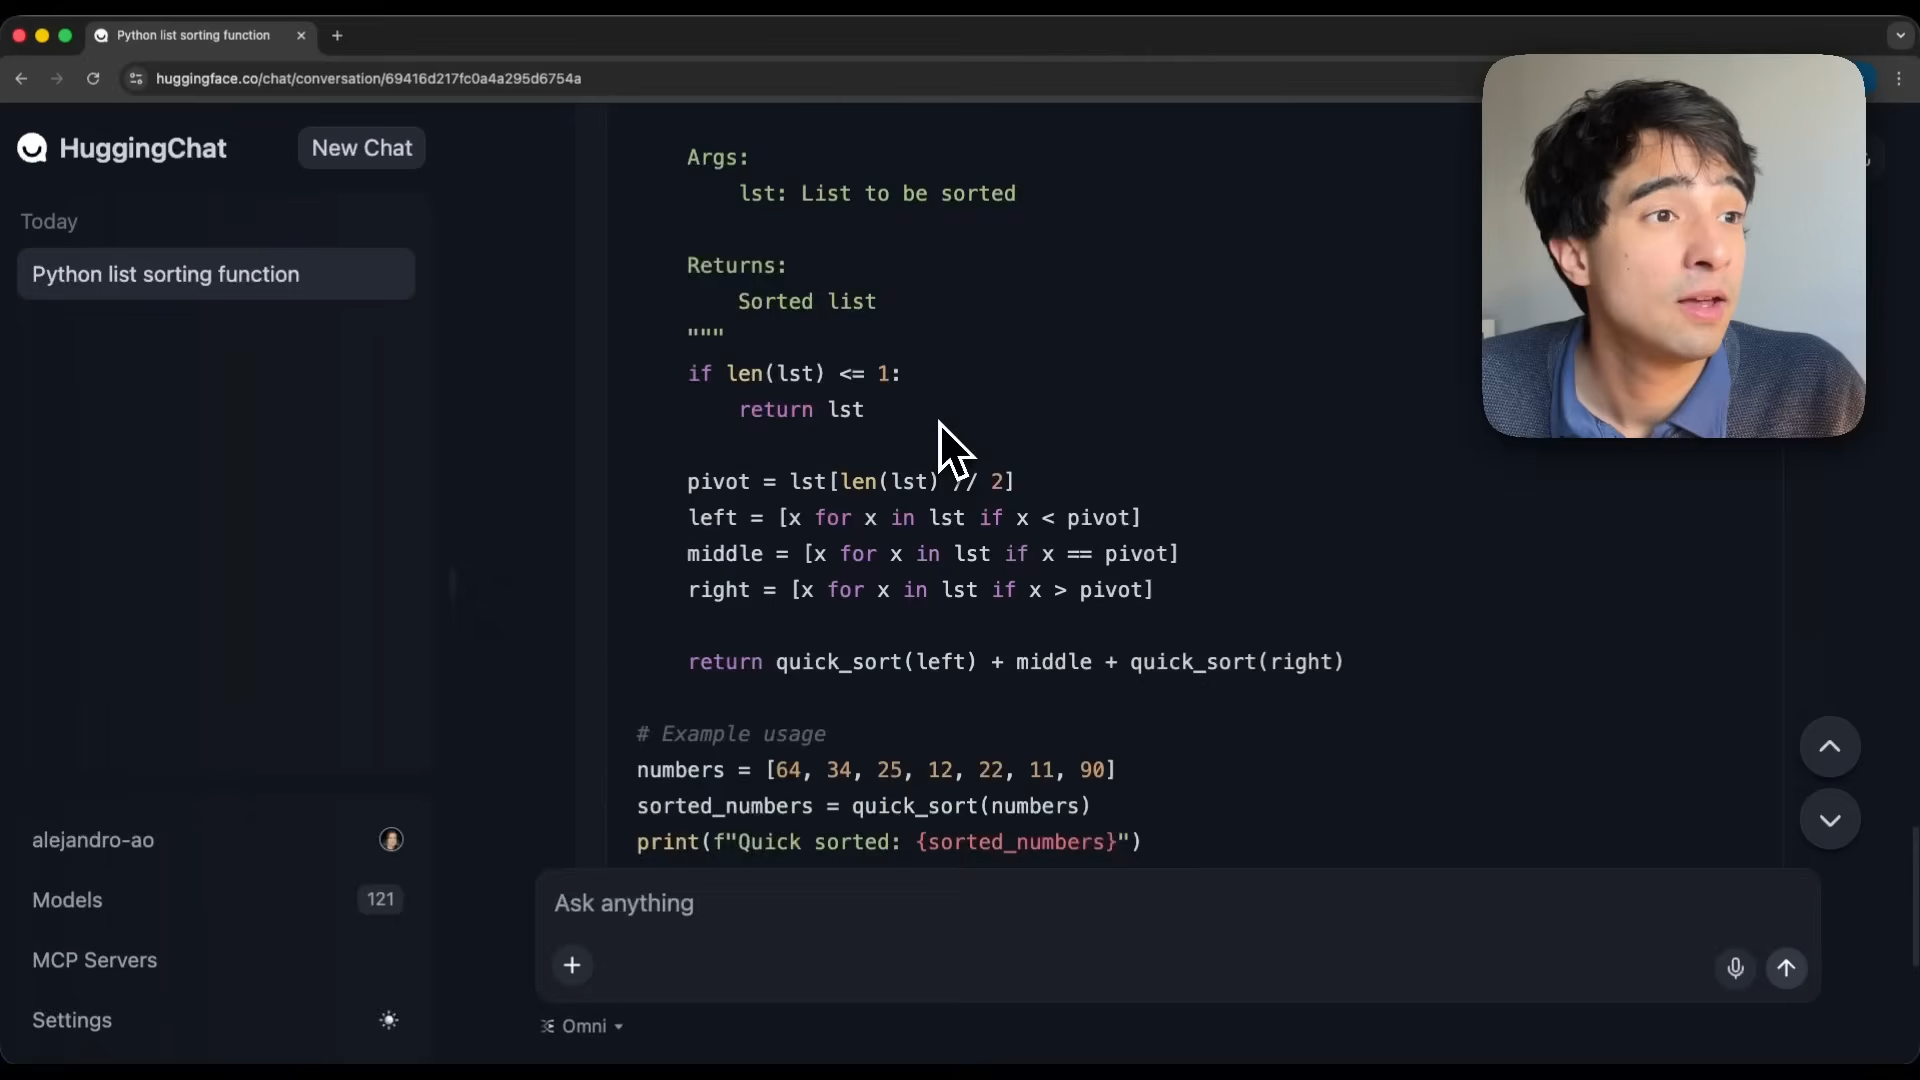 Python list sorting function
huggingface.co/chat/conversation/69416d217fc0a4a295d6754a
HuggingChat
New Chat
Today
Python list sorting function
alejandro-ao
Models
121
MCP Servers
Settings
Args:
lst: List to be sorted
Returns:
Sorted list
"""
if len(lst) <= 1:
return lst
pivot = lst[len(lst) // 2]
left = [x for x in lst if x < pivot]
middle = [x for x in lst if x == pivot]
right = [x for x in lst if x > pivot]
return quick_sort(left) + middle + quick_sort(right)
# Example usage
numbers = [64, 34, 25, 12, 22, 11, 90]
sorted_numbers = quick_sort(numbers)
print(f"Quick sorted: {sorted_numbers}")
Ask anything
Omni